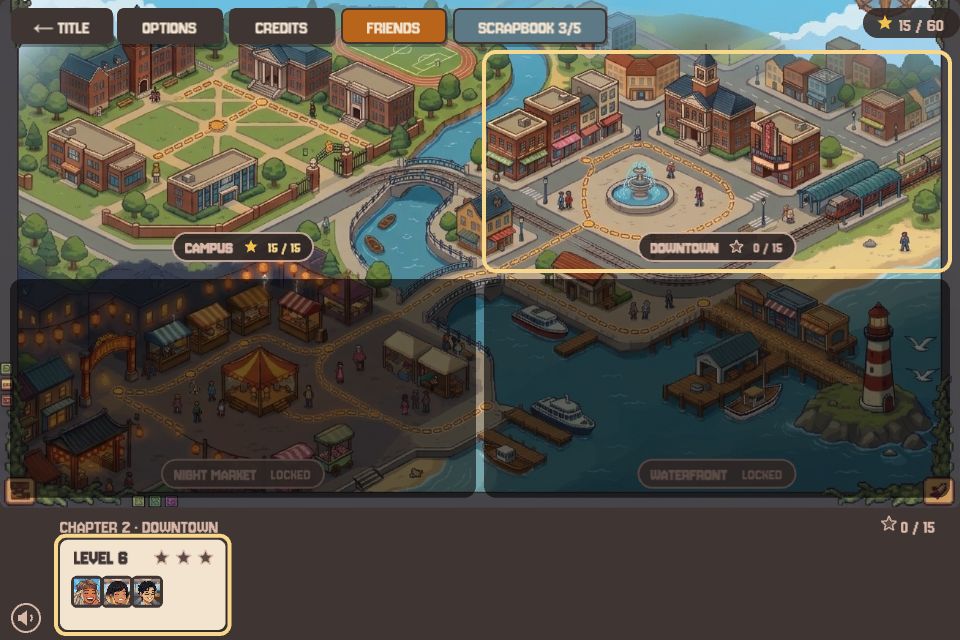 ← TITLE
OPTIONS
CREDITS
FRIENDS
SCRAPBOOK 3/5
15 / 60
CAMPUS 15 / 15
DOWNTOWN 0 / 15
NIGHT MARKET LOCKED
WATERFRONT LOCKED
CHAPTER 2 · DOWNTOWN
0 / 15
LEVEL 6